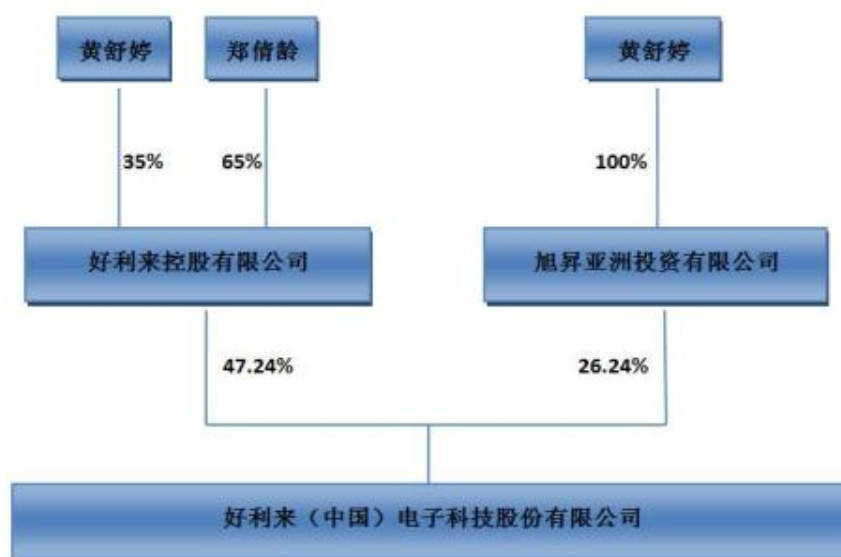 黄舒婷
郑倩龄
黄舒婷
35%
65%
100%
好利来控股有限公司
旭昇亚洲投资有限公司
47.24%
26.24%
好利来（中国）电子科技股份有限公司